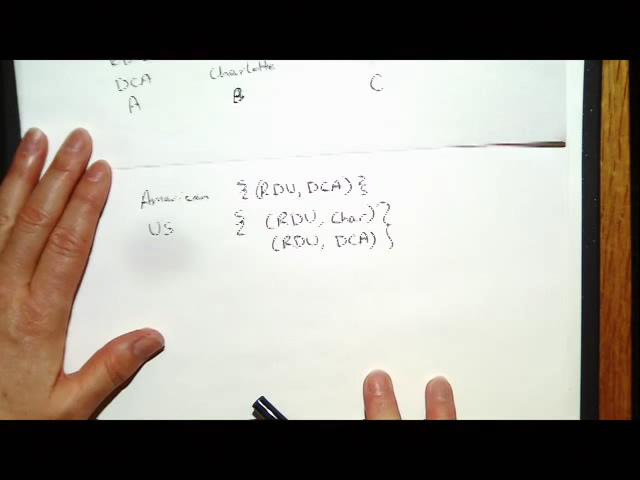 DCA Charlotte
A B C
American {(RDU, DCA)}
US { (RDU, Char) }
(RDU, DCA) }